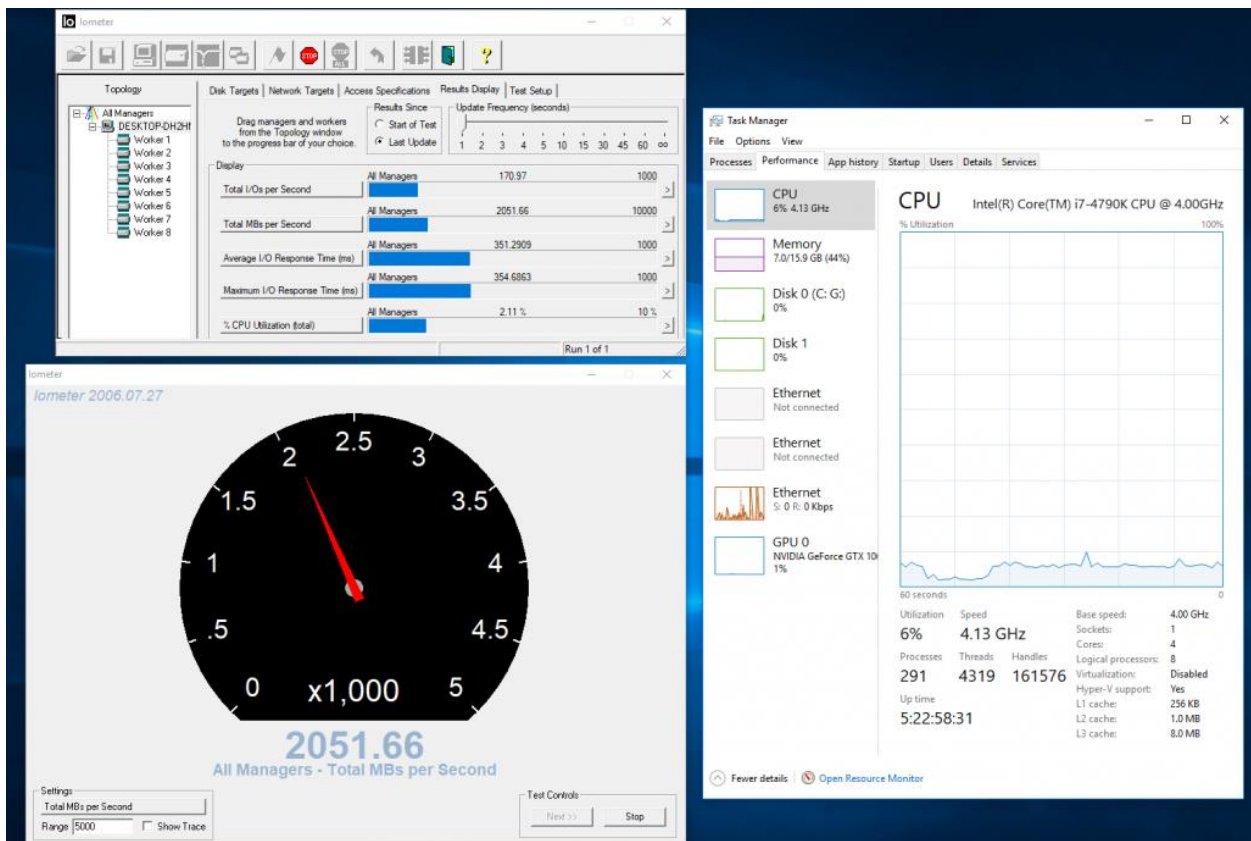 Iometer
STOP
STOP
ALL
Topology
All Managers
DESKTOP-DH2H
Worker 1
Worker 2
Worker 3
Worker 4
Worker 5
Worker 6
Worker 7
Worker 8
Disk Targets Network Targets Access Specifications Results Display Test Setup
Drag managers and workers
from the Topology window
to the progress bar of your choice.
Results Since
Start of Test
Last Update
Update Frequency (seconds)
1 2 3 4 5 10 15 30 45 60 oo
Display
All Managers 170.97 1000
Total I/Os per Second >
All Managers 2051.66 10000
Total MBs per Second >
All Managers 351.2909 1000
Average I/O Response Time (ms) >
All Managers 354.6863 1000
Maximum I/O Response Time (ms) >
All Managers 2.11 % 10 %
% CPU Utilization (total) >
Run 1 of 1
Iometer
Iometer 2006.07.27
0
.5
1
1.5
2
2.5
3
3.5
4
4.5
5
x1,000
2051.66
All Managers - Total MBs per Second
Settings
Total MBs per Second
Range 5000 Show Trace
Test Controls
Next >> Stop
Task Manager
File Options View
Processes Performance App history Startup Users Details Services
CPU
6% 4.13 GHz
Memory
7.0/15.9 GB (44%)
Disk 0 (C: G:)
0%
Disk 1
0%
Ethernet
Not connected
Ethernet
Not connected
Ethernet
S: 0 R: 0 Kbps
GPU 0
NVIDIA GeForce GTX 10
1%
CPU Intel(R) Core(TM) i7-4790K CPU @ 4.00GHz
% Utilization 100%
60 seconds 0
Utilization Speed
6% 4.13 GHz
Processes Threads Handles
291 4319 161576
Up time
5:22:58:31
Base speed: 4.00 GHz
Sockets: 1
Cores: 4
Logical processors: 8
Virtualization: Disabled
Hyper-V support: Yes
L1 cache: 256 KB
L2 cache: 1.0 MB
L3 cache: 8.0 MB
Fewer details Open Resource Monitor